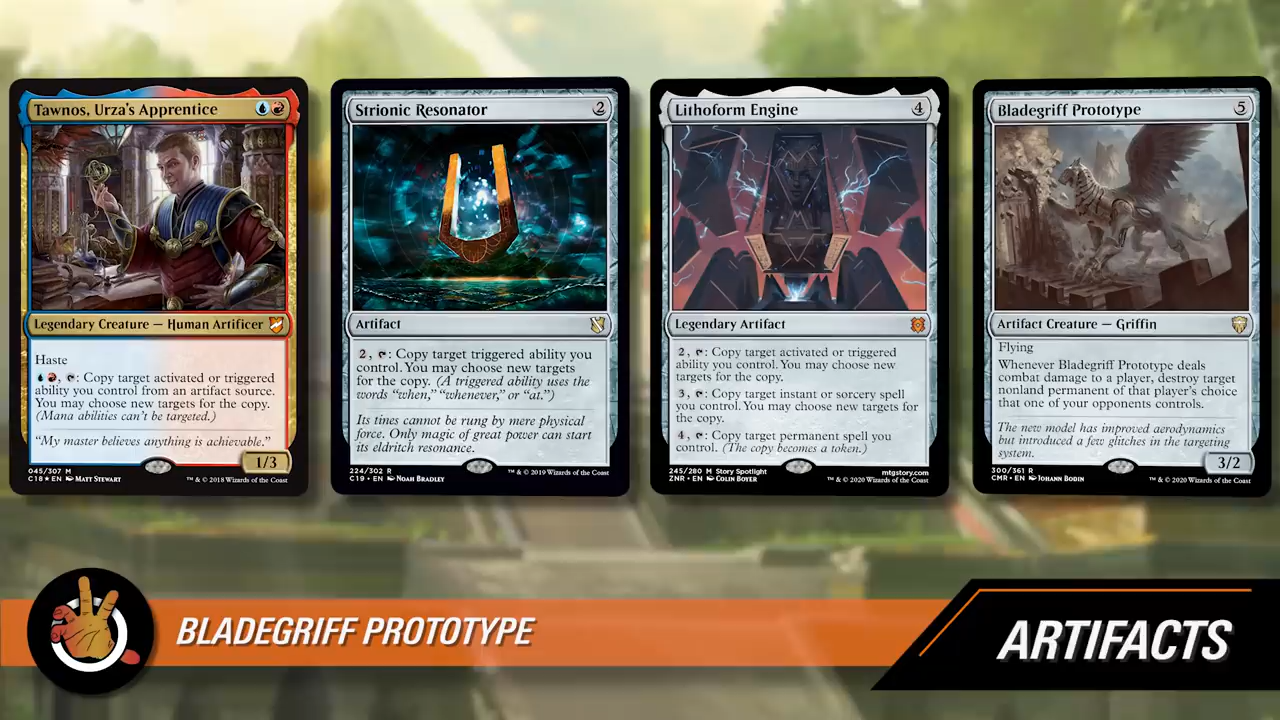 Tawnos, Urza's Apprentice
Legendary Creature — Human Artificer
Haste
: Copy target activated or triggered
ability you control from an artifact source.
You may choose new targets for the copy.
(Mana abilities can't be targeted.)
"My master believes anything is achievable."
1/3
045/307 M
C18 ★ EN Matt Stewart
™ & © 2018 Wizards of the Coast
Strionic Resonator 2
Artifact
2, : Copy target triggered ability you
control. You may choose new targets
for the copy. (A triggered ability uses the
words "when," "whenever," or "at.")
Its tines cannot be rung by mere physical
force. Only magic of great power can start
its eldritch resonance.
224/302 R
C19 • EN Noah Bradley
™ & © 2019 Wizards of the Coast
Lithoform Engine 4
Legendary Artifact
2, : Copy target activated or triggered
ability you control. You may choose new
targets for the copy.
3, : Copy target instant or sorcery spell
you control. You may choose new targets for
the copy.
4, : Copy target permanent spell you
control. (The copy becomes a token.)
245/280 M Story Spotlight
ZNR • EN Colin Boyer
mtgstory.com
™ & © 2020 Wizards of the Coast
Bladegriff Prototype 5
Artifact Creature — Griffin
Flying
Whenever Bladegriff Prototype deals
combat damage to a player, destroy target
nonland permanent of that player's choice
that one of your opponents controls.
The new model has improved aerodynamics
but introduced a few glitches in the targeting
system.
3/2
300/361 R
CMR • EN Johann Bodin
™ & © 2020 Wizards of the Coast
BLADEGRIFF PROTOTYPE
ARTIFACTS